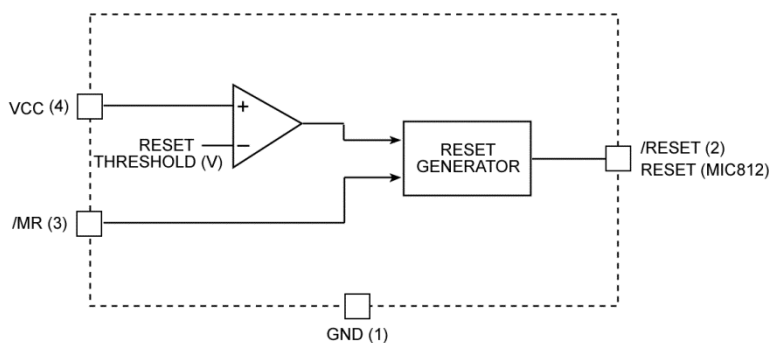 VCC (4)
+
RESET
THRESHOLD (V)
−
RESET
GENERATOR
/RESET (2)
RESET (MIC812)
/MR (3)
GND (1)